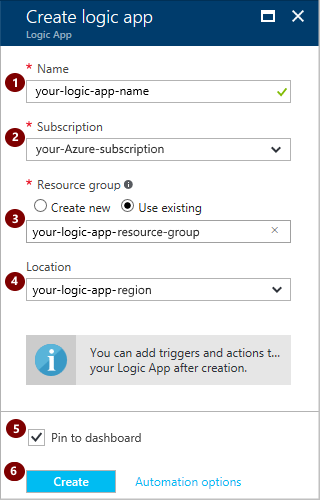 Create logic app
Logic App
* Name
1 your-logic-app-name
* Subscription
2 your-Azure-subscription
* Resource group
Create new Use existing
3 your-logic-app-resource-group
Location
4 your-logic-app-region
You can add triggers and actions t...
your Logic App after creation.
5 Pin to dashboard
6 Create Automation options